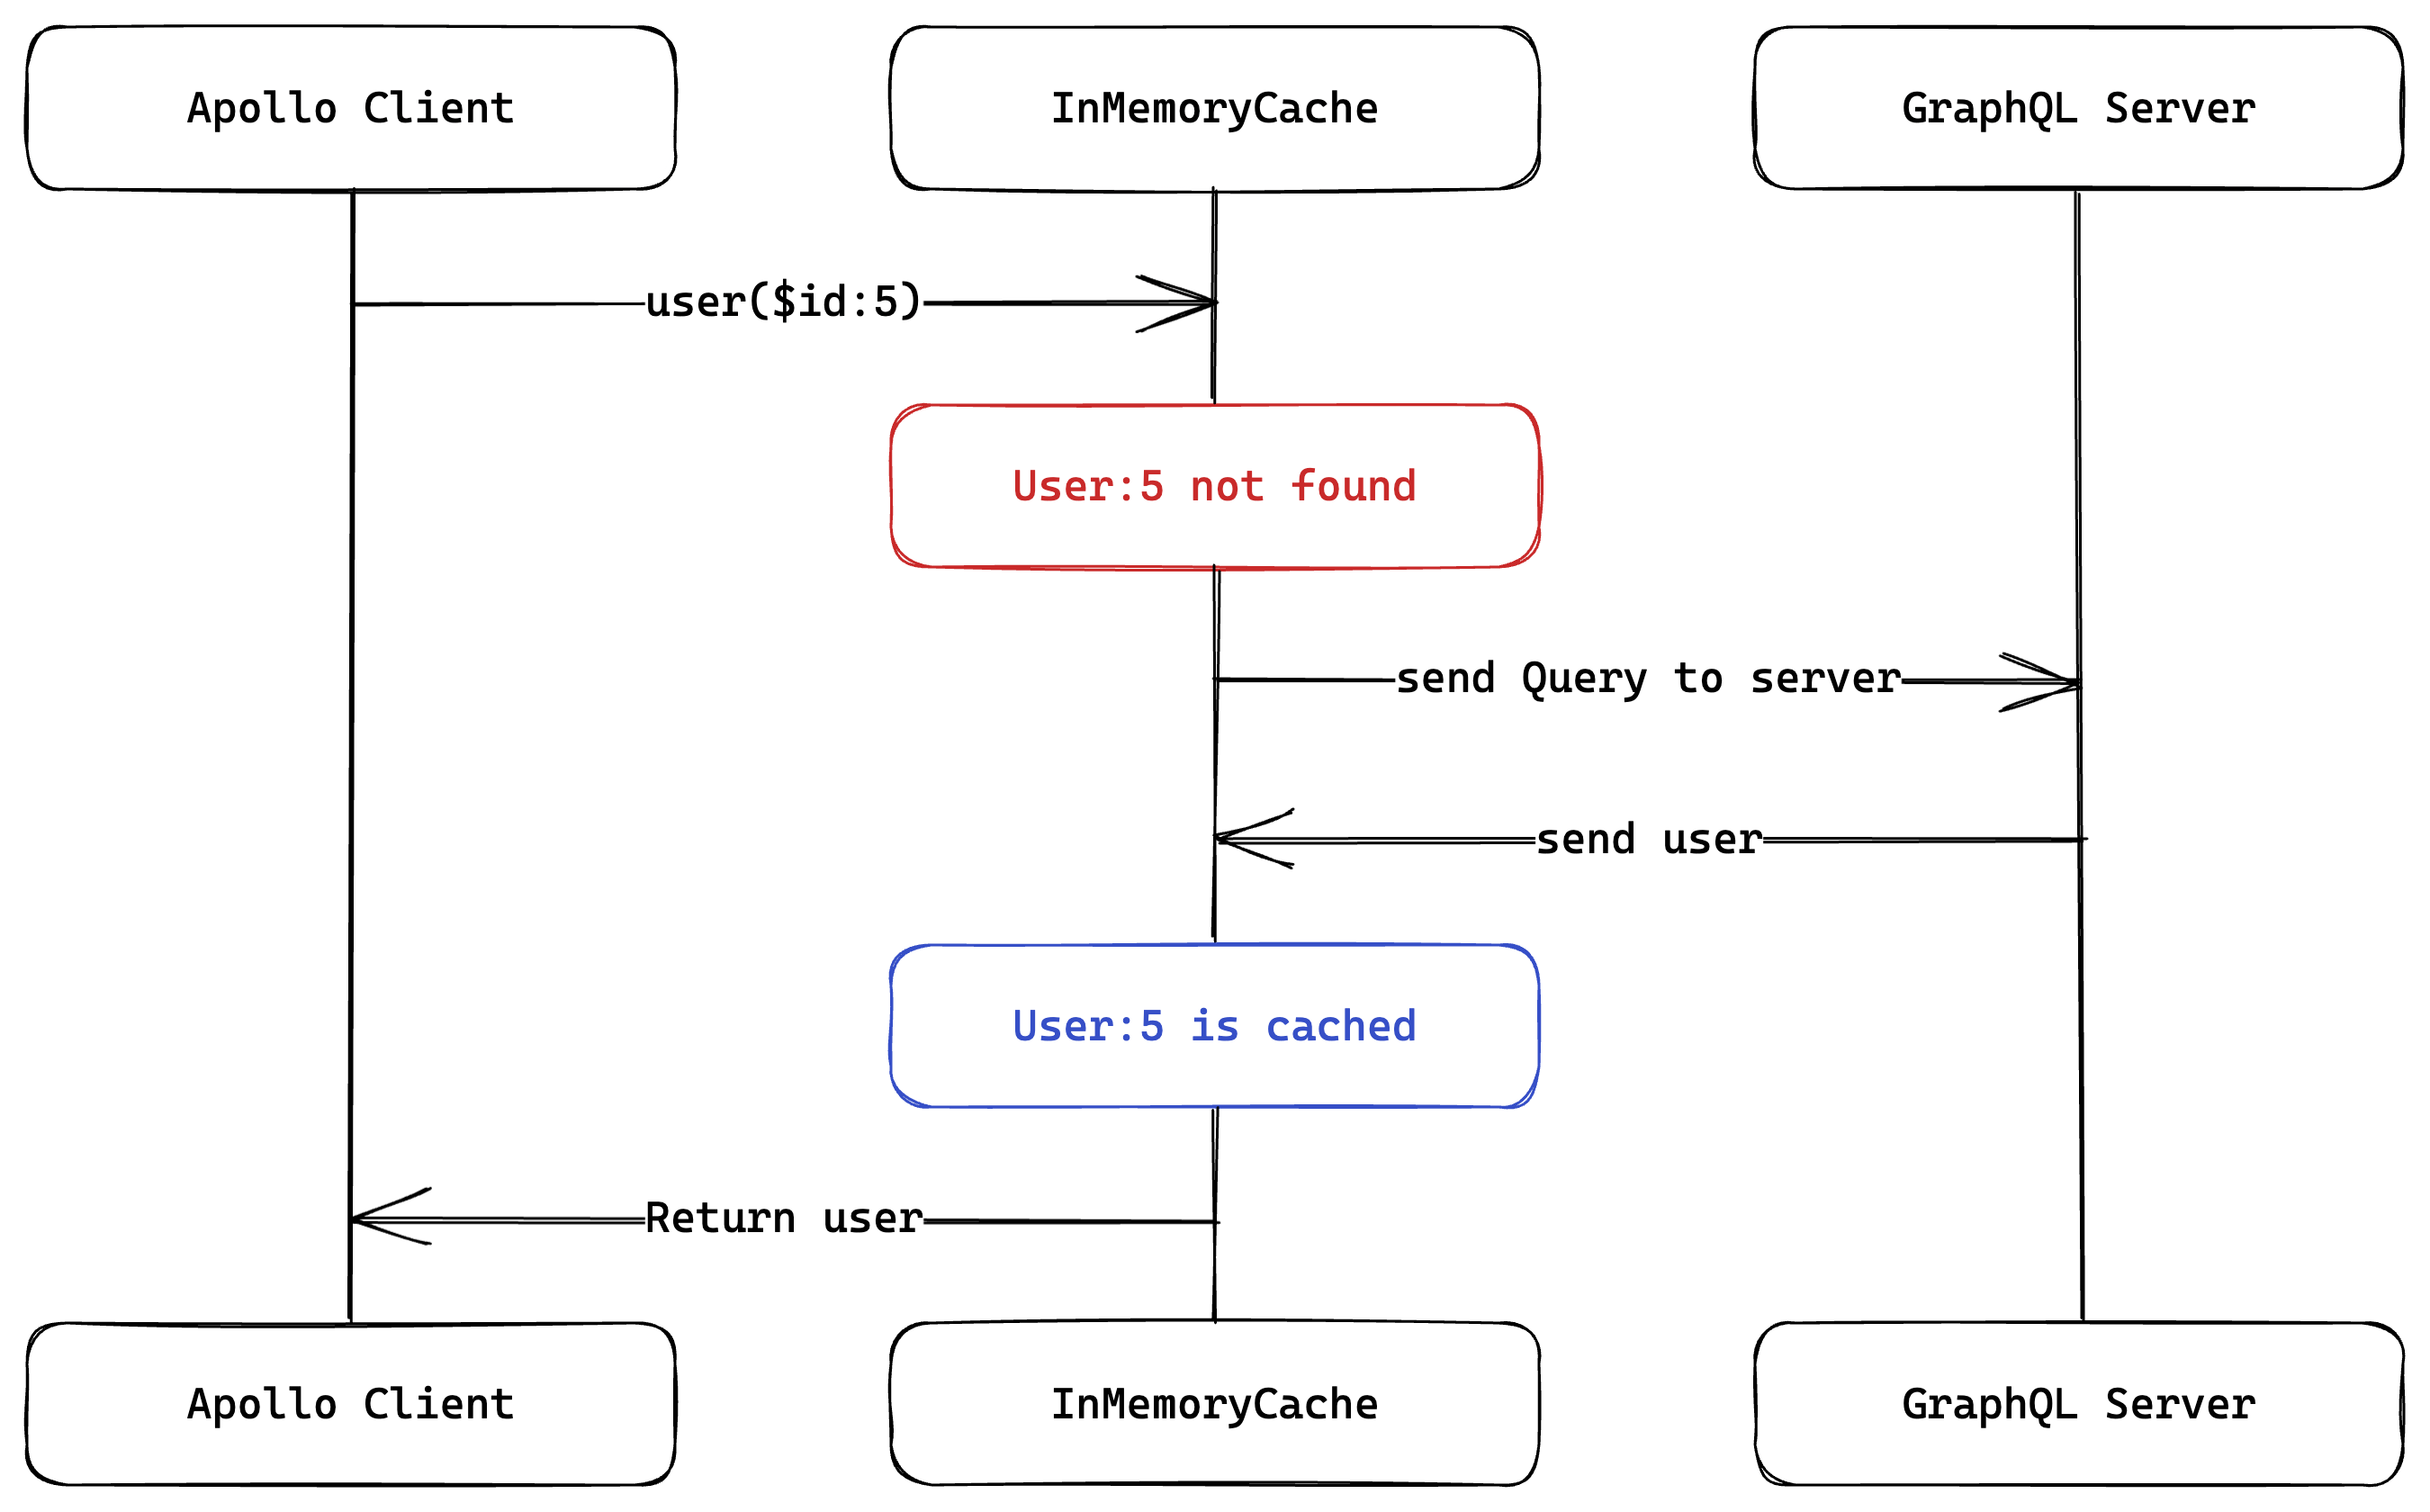 Apollo Client
InMemoryCache
GraphQL Server
user($id:5)
User:5 not found
send Query to server
send user
User:5 is cached
Return user
Apollo Client
InMemoryCache
GraphQL Server